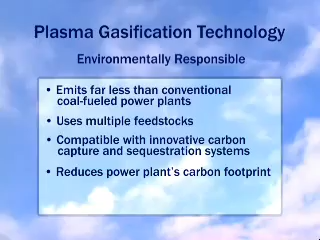 Plasma Gasification Technology
Environmentally Responsible
• Emits far less than conventional
coal-fueled power plants
• Uses multiple feedstocks
• Compatible with innovative carbon
capture and sequestration systems
• Reduces power plant's carbon footprint